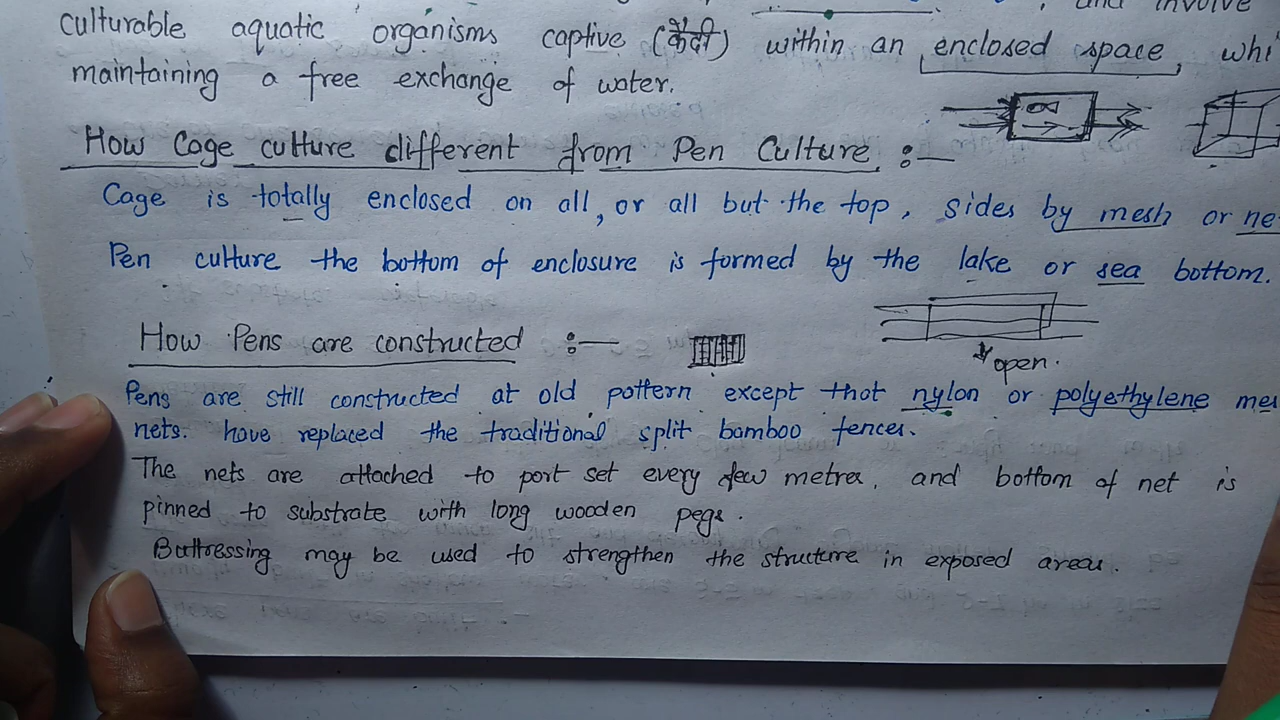 , and involve
culturable aquatic organisms captive (कैदी) within an enclosed space, whi
maintaining a free exchange of water.
How Cage culture different from Pen Culture :—
Cage is totally enclosed on all, or all but the top, sides by mesh or ne
Pen culture the bottom of enclosure is formed by the lake or sea bottom.
open.
How Pens are constructed :—
Pens are still constructed at old pattern except that nylon or polyethylene mes
nets. have replaced the traditional split bamboo fences.
The nets are attached to port set every few metra, and bottom of net is
pinned to substrate with long wooden pegs.
Buttressing may be used to strengthen the structure in exposed areas.